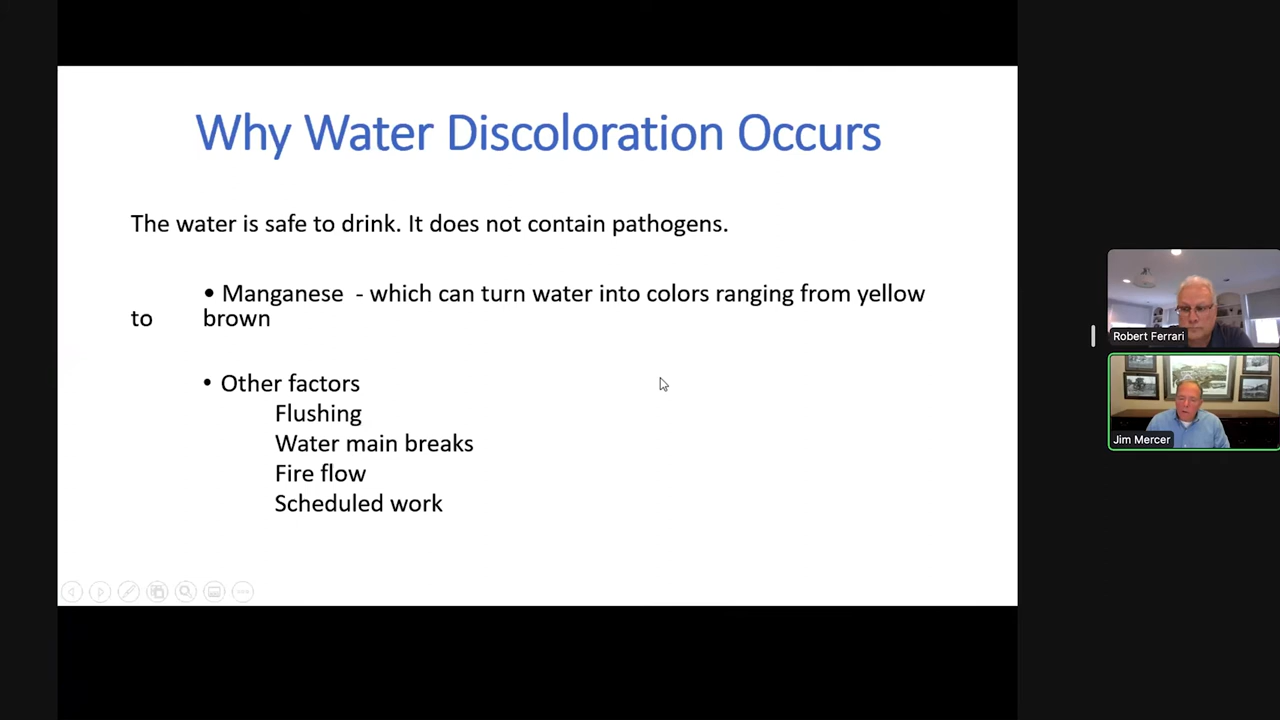 Why Water Discoloration Occurs
The water is safe to drink. It does not contain pathogens.
• Manganese - which can turn water into colors ranging from yellow
to brown
• Other factors
Flushing
Water main breaks
Fire flow
Scheduled work
Robert Ferrari
Jim Mercer